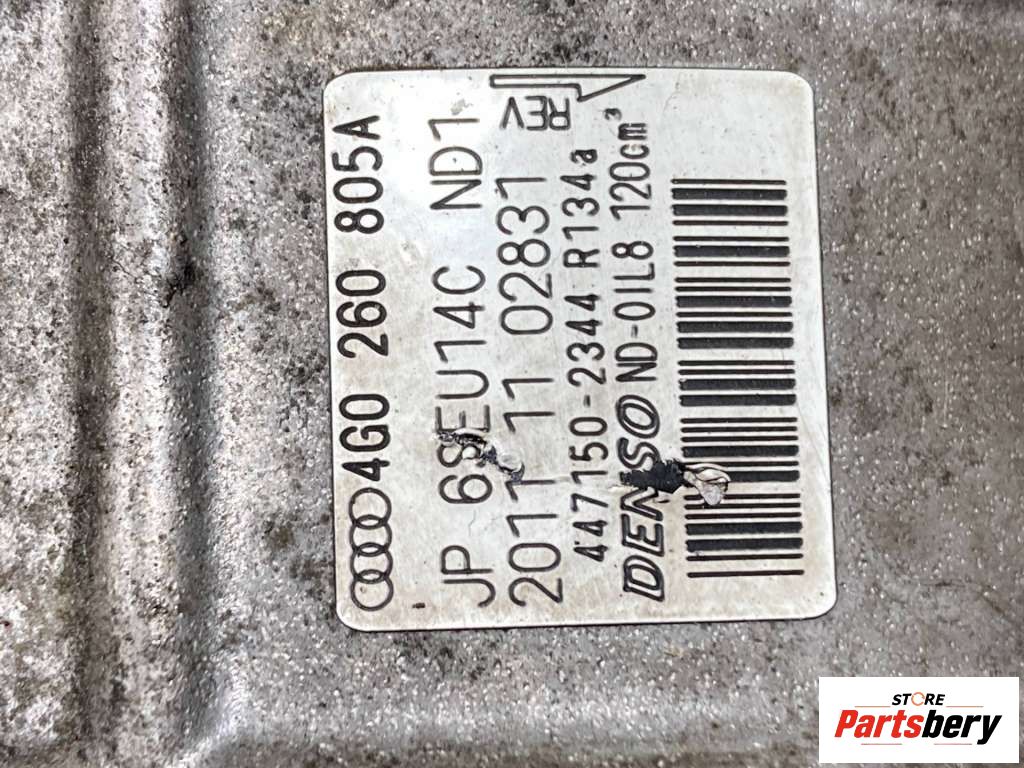 4G0 260 805A
JP 6SEU14C ND1
2011 11 02831
REV
447150-2344 R134a
DENSO ND-OIL8 120cm³
STORE
Partsbery